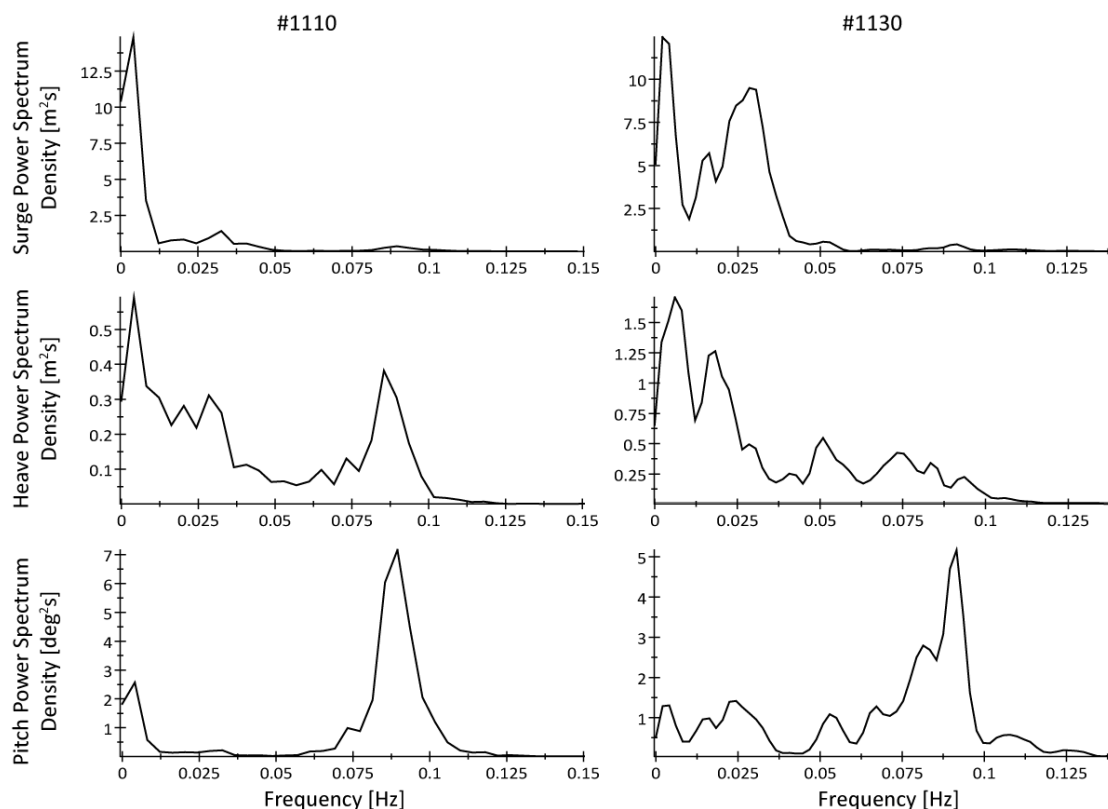 #1110
#1130
Surge Power Spectrum
Density [m²s]
12.5
10
7.5
5
2.5
0 0.025 0.05 0.075 0.1 0.125 0.15
10
7.5
5
2.5
0 0.025 0.05 0.075 0.1 0.125
Heave Power Spectrum
Density [m²s]
0.5
0.4
0.3
0.2
0.1
0 0.025 0.05 0.075 0.1 0.125 0.15
1.5
1.25
1
0.75
0.5
0.25
0 0.025 0.05 0.075 0.1 0.125
Pitch Power Spectrum
Density [deg²s]
7
6
5
4
3
2
1
0 0.025 0.05 0.075 0.1 0.125 0.15
Frequency [Hz]
5
4
3
2
1
0 0.025 0.05 0.075 0.1 0.125
Frequency [Hz]